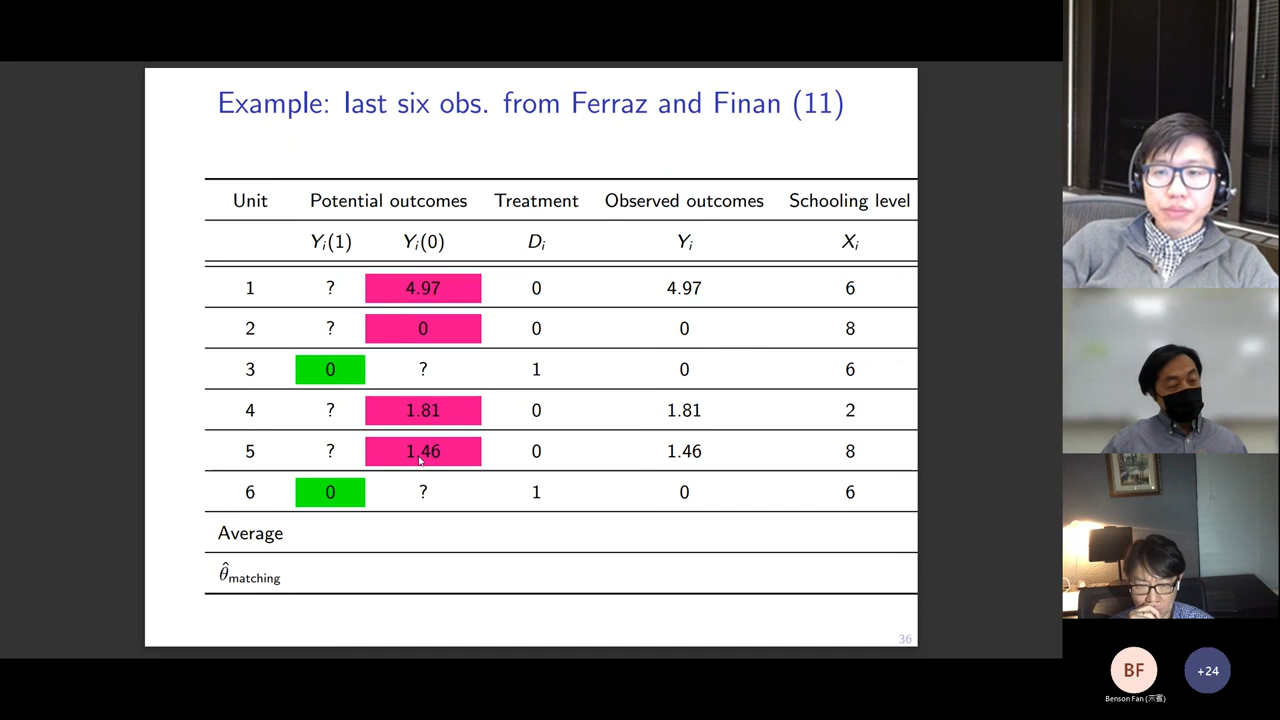 Example: last six obs. from Ferraz and Finan (11)
Unit Potential outcomes Treatment Observed outcomes Schooling level
Yᵢ(1) Yᵢ(0) Dᵢ Yᵢ Xᵢ
1 ? 4.97 0 4.97 6
2 ? 0 0 0 8
3 0 ? 1 0 6
4 ? 1.81 0 1.81 2
5 ? 1.46 0 1.46 8
6 0 ? 1 0 6
Average
θ̂matching
36
BF
+24